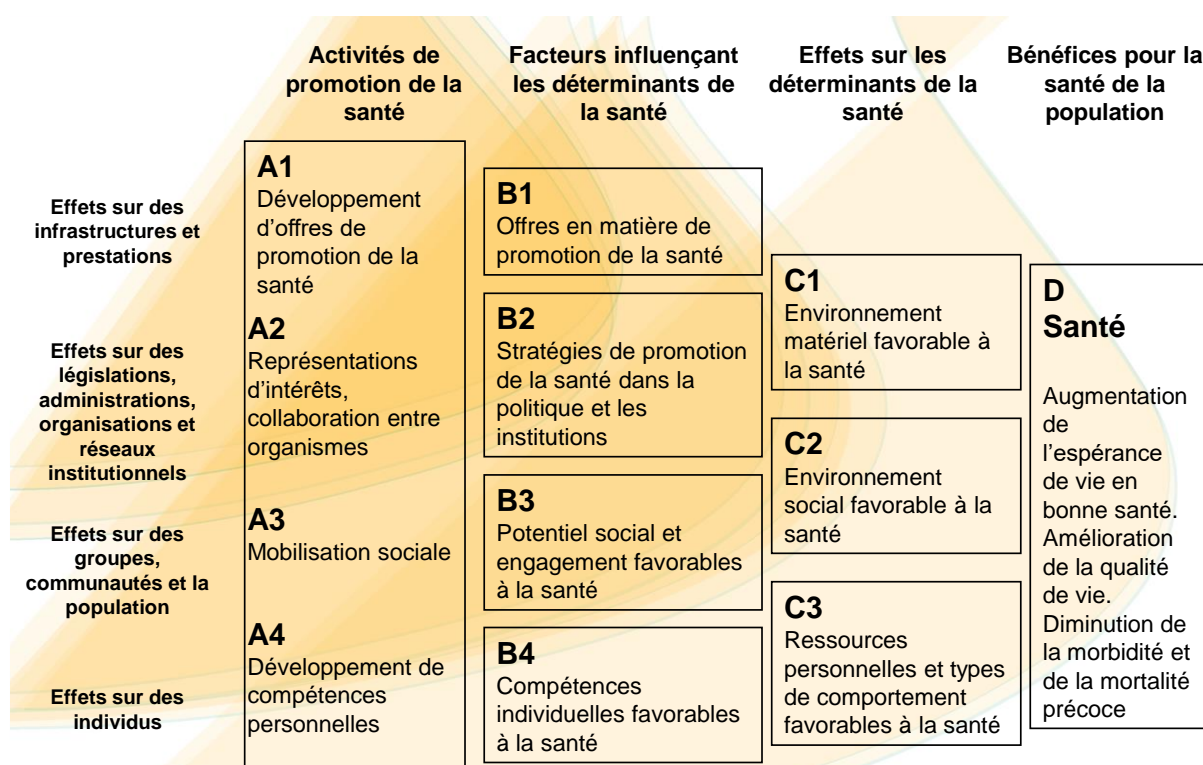 Activités de
promotion de la
santé
Facteurs influençant
les déterminants de
la santé
Effets sur les
déterminants de la
santé
Bénéfices pour la
santé de la
population
Effets sur des
infrastructures et
prestations
Effets sur des
législations,
administrations,
organisations et
réseaux
institutionnels
Effets sur des
groupes,
communautés et la
population
Effets sur des
individus
A1
Développement
d'offres de
promotion de la
santé
A2
Représentations
d'intérêts,
collaboration entre
organismes
A3
Mobilisation sociale
A4
Développement de
compétences
personnelles
B1
Offres en matière de
promotion de la santé
B2
Stratégies de promotion
de la santé dans la
politique et les
institutions
B3
Potentiel social et
engagement favorables
à la santé
B4
Compétences
individuelles favorables
à la santé
C1
Environnement
matériel favorable à
la santé
C2
Environnement
social favorable à la
santé
C3
Ressources
personnelles et types
de comportement
favorables à la santé
D
Santé
Augmentation
de
l'espérance
de vie en
bonne santé.
Amélioration
de la qualité
de vie.
Diminution de
la morbidité et
de la mortalité
précoce